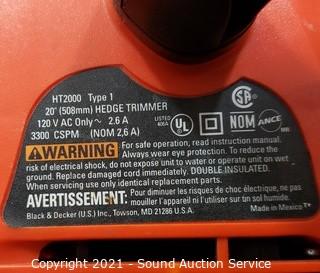 HT2000 Type 1
20" (508mm) HEDGE TRIMMER
120 V AC Only~ 2.6 A
3300 CSPM (NOM 2,6 A)
LISTED
UL
NOM
ANCE
WARNING For safe operation, read instruction manual.
Always wear eye protection. To reduce
risk of electrical shock, do not expose unit to water or operate unit on wet
ground. Replace damaged cord immediately. DOUBLE INSULATED.
When servicing use only identical replacement parts.
AVERTISSEMENT: Pour diminuer les risques de choc électrique, ne pas
mouiller l'appareil ni l'utiliser sur un sol humide.
Black & Decker (U.S.) Inc., Towson, MD 21286 U.S.A. Made in Mexico
Copyright © 2021 - Sound Auction Service